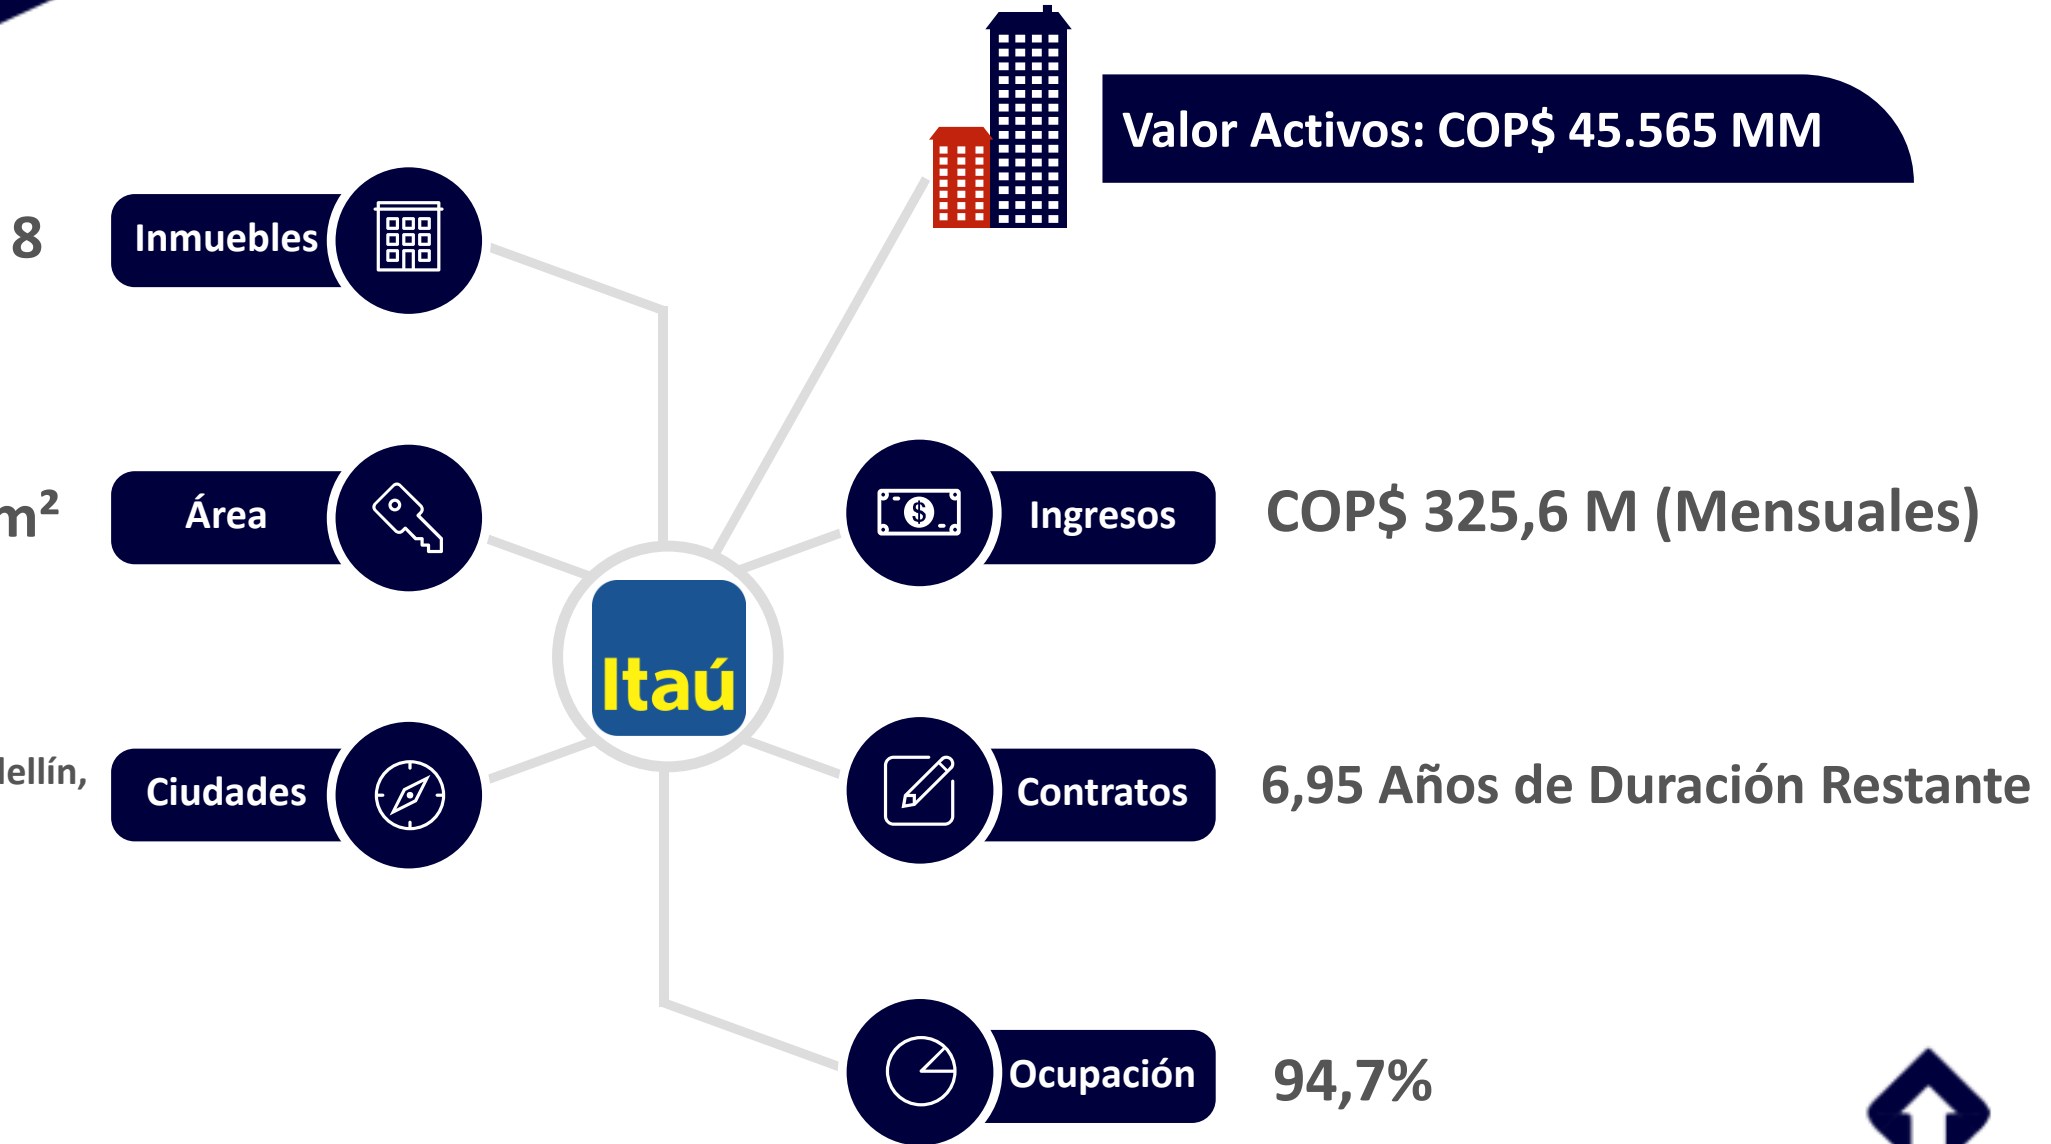 Valor Activos: COP$ 45.565 MM
8 Inmuebles
m² Área
Ingresos COP$ 325,6 M (Mensuales)
Itaú
Ciudades
Contratos 6,95 Años de Duración Restante
Ocupación 94,7%